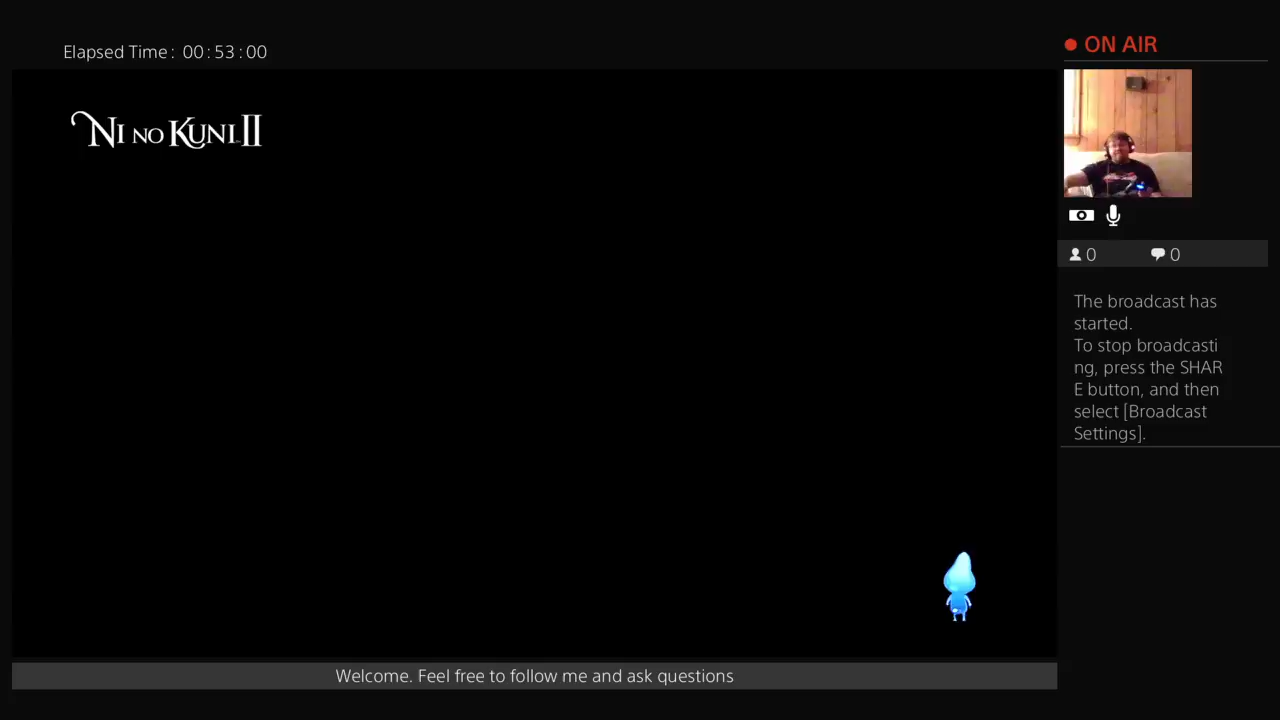 Elapsed Time: 00:53:00
ON AIR
NI NO KUNI II
0 0
The broadcast has
started.
To stop broadcasti
ng, press the SHAR
E button, and then
select [Broadcast
Settings].
Welcome. Feel free to follow me and ask questions